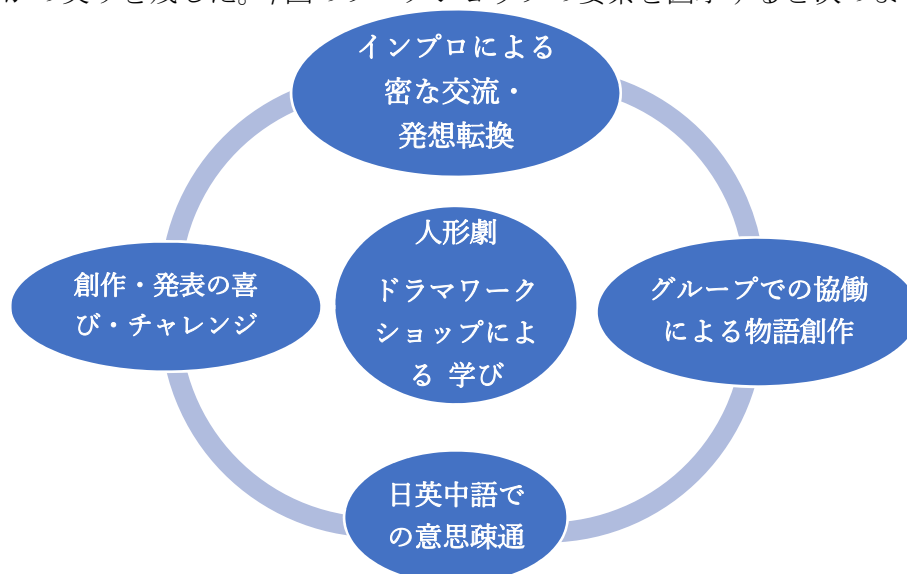 インプロによる
密な交流・
発想転換
人形劇
ドラマワーク
ショップによ
る 学び
創作・発表の喜
び・チャレンジ
グループでの協働
による物語創作
日英中語で
の意思疎通